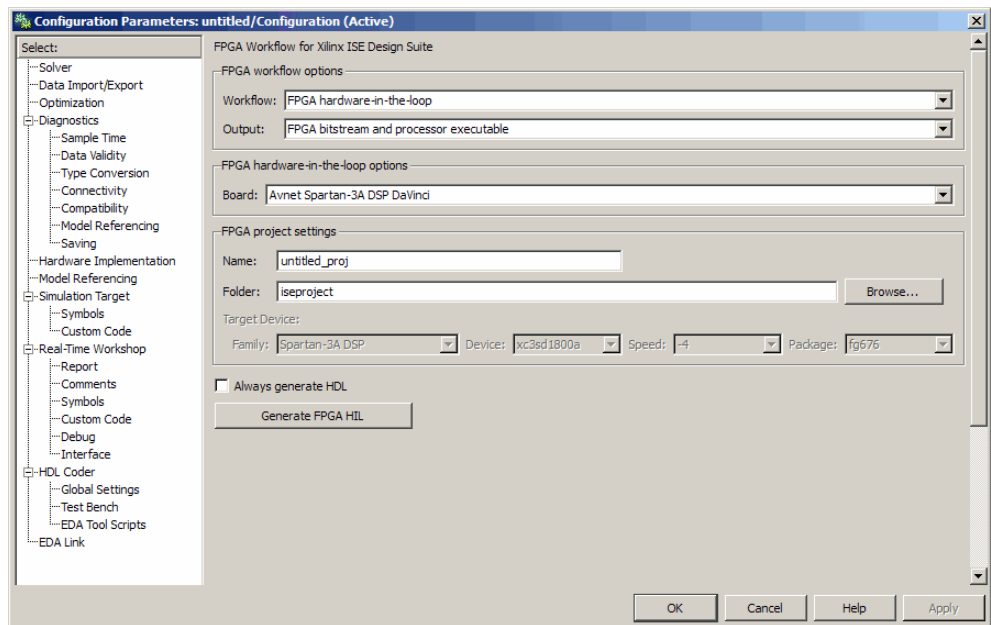 Configuration Parameters: untitled/Configuration (Active)
Select:
Solver
Data Import/Export
Optimization
Diagnostics
Sample Time
Data Validity
Type Conversion
Connectivity
Compatibility
Model Referencing
Saving
Hardware Implementation
Model Referencing
Simulation Target
Symbols
Custom Code
Real-Time Workshop
Report
Comments
Symbols
Custom Code
Debug
Interface
HDL Coder
Global Settings
Test Bench
EDA Tool Scripts
EDA Link
FPGA Workflow for Xilinx ISE Design Suite
FPGA workflow options
Workflow: FPGA hardware-in-the-loop
Output: FPGA bitstream and processor executable
FPGA hardware-in-the-loop options
Board: Avnet Spartan-3A DSP DaVinci
FPGA project settings
Name: untitled_proj
Folder: iseproject Browse...
Target Device:
Family: Spartan-3A DSP Device: xc3sd1800a Speed: -4 Package: fg676
Always generate HDL
Generate FPGA HIL
OK Cancel Help Apply